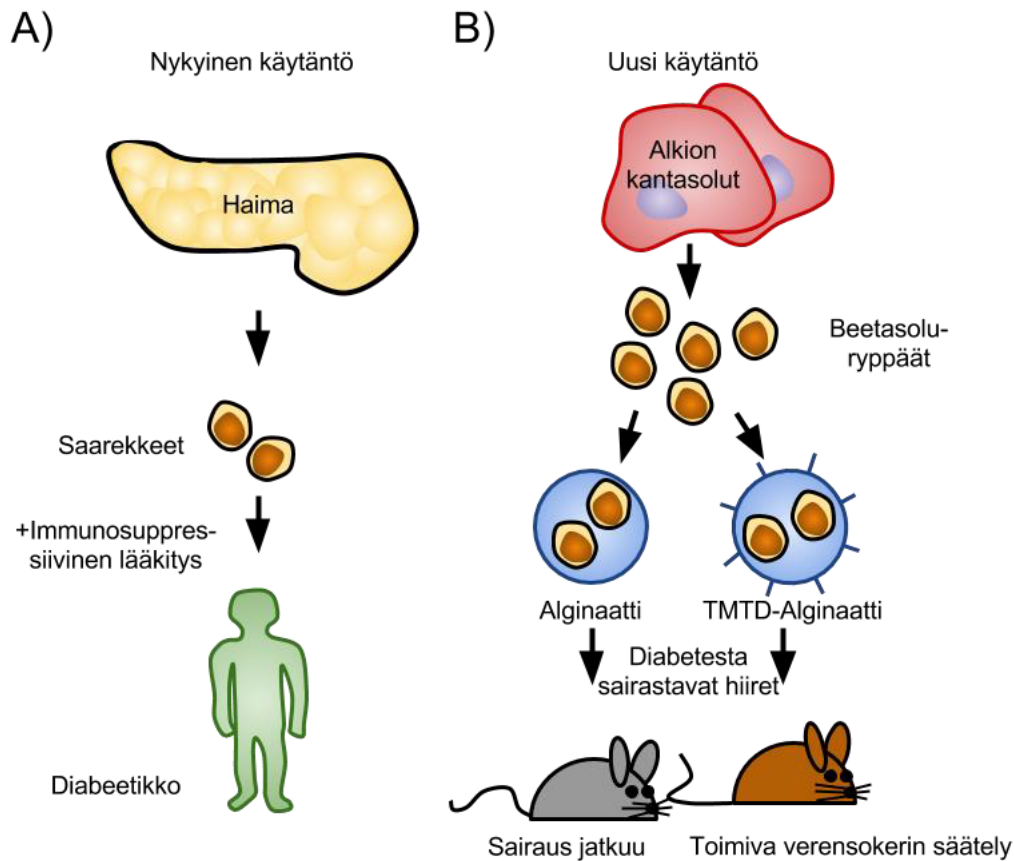 A)
Nykyinen käytäntö
Haima
Saarekkeet
+Immunosuppres-
siivinen lääkitys
Diabeetikko
B)
Uusi käytäntö
Alkion
kantasolut
Beetasolu-
ryppäät
Alginaatti
TMTD-Alginaatti
Diabetesta
sairastavat hiiret
Sairaus jatkuu
Toimiva verensokerin säätely